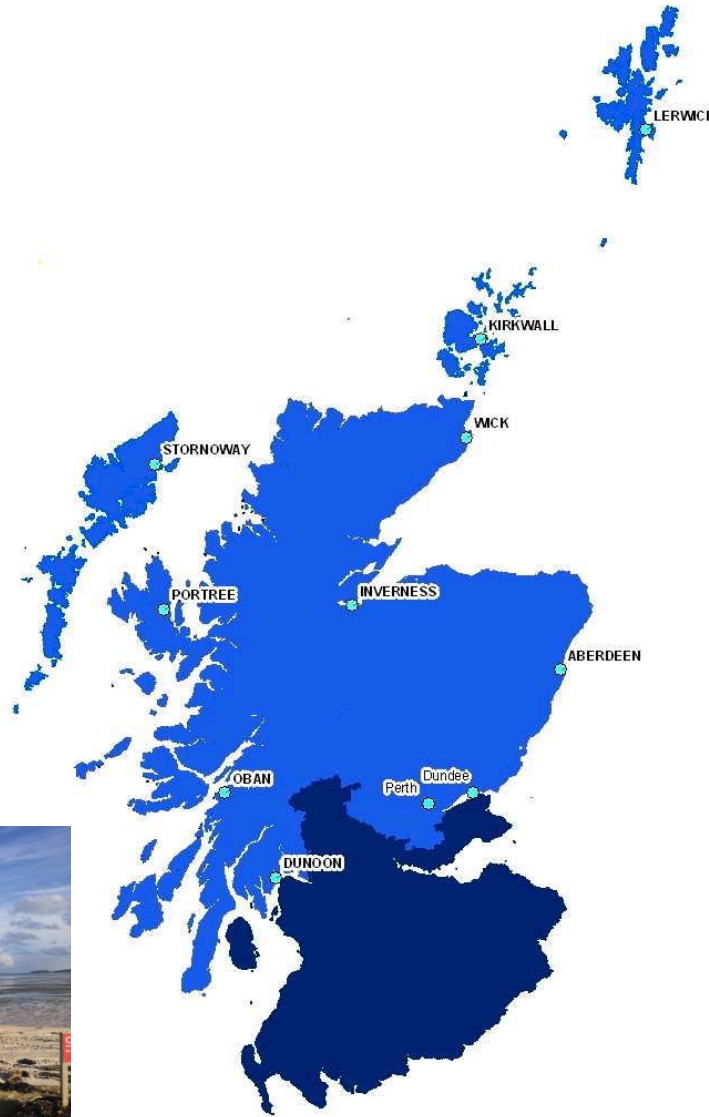 LERWICK
KIRKWALL
WICK
STORNOWAY
PORTREE
INVERNESS
ABERDEEN
Dundee
Perth
OBAN
DUNOON